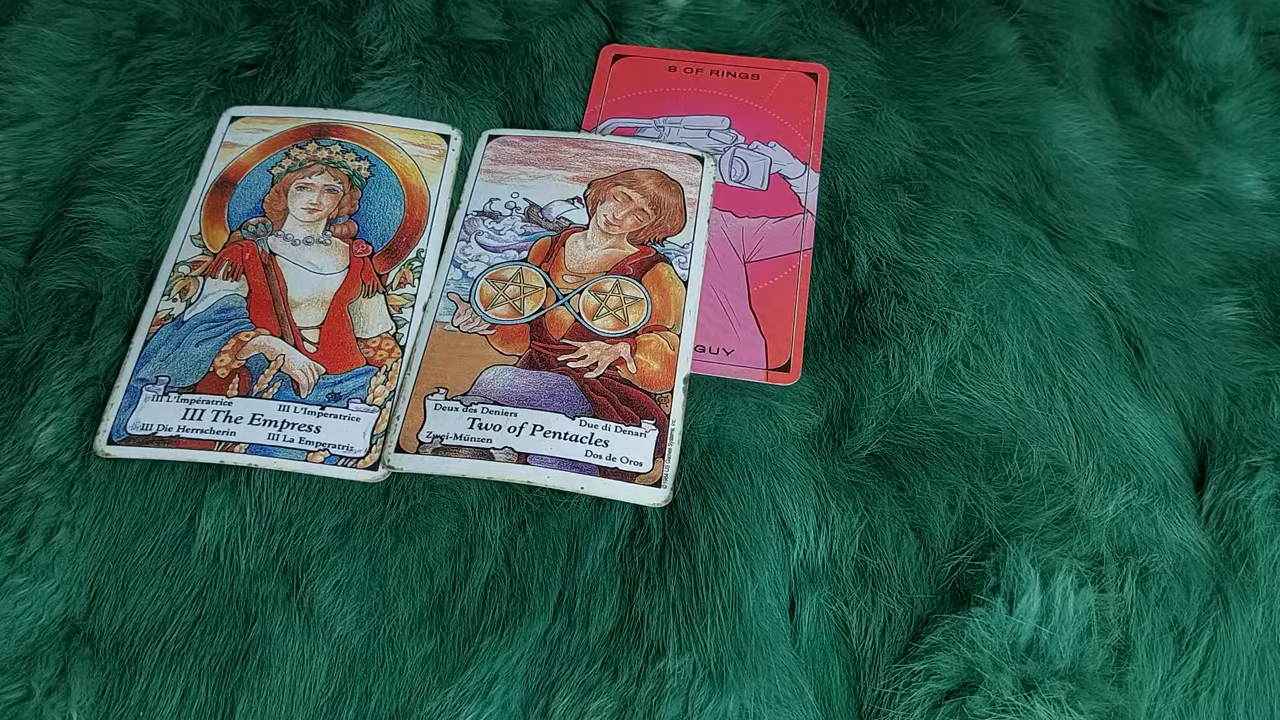 8 OF RINGS
GUY
III L'Impératrice
III L'Imperatrice
III The Empress
III Die Herrscherin
III La Emperatriz
Deux des Deniers
Due di Denari
Two of Pentacles
Zwei-Münzen
Dos de Oros